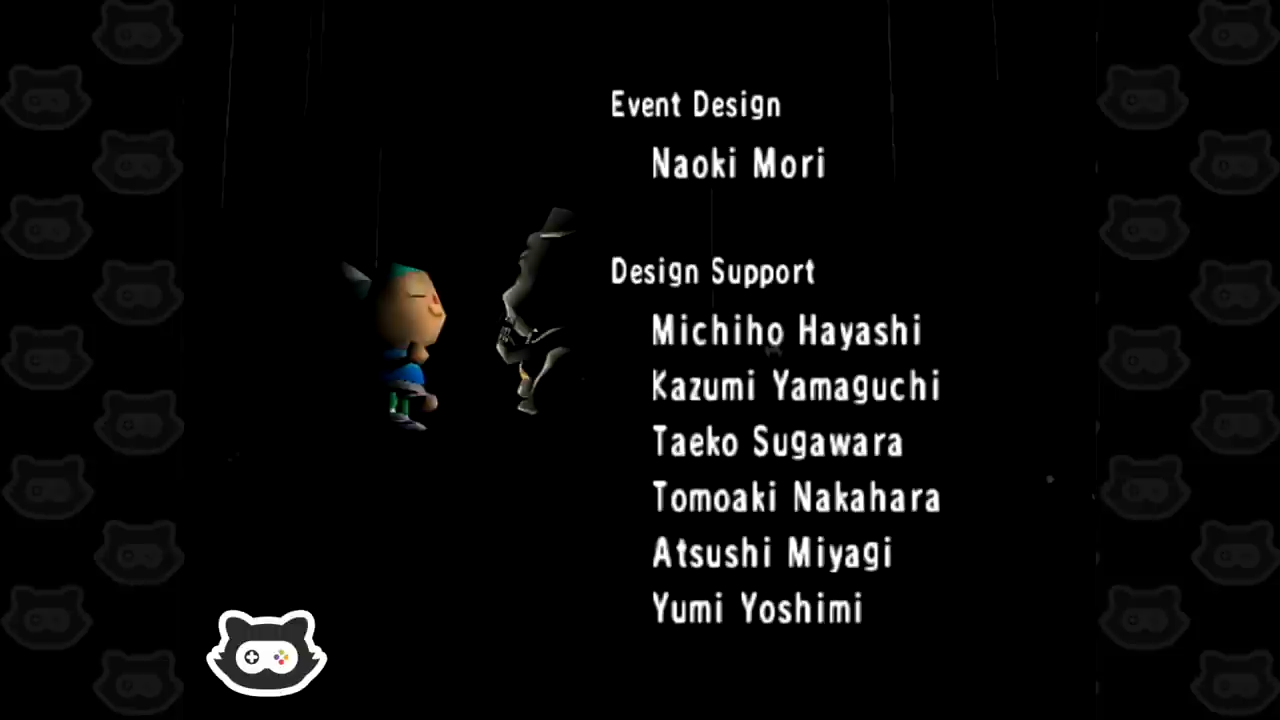 Event Design
Naoki Mori
Design Support
Michiho Hayashi
Kazumi Yamaguchi
Taeko Sugawara
Tomoaki Nakahara
Atsushi Miyagi
Yumi Yoshimi